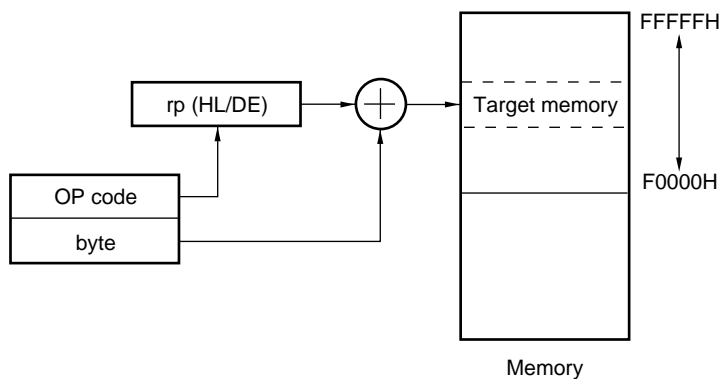 FFFFFH
rp (HL/DE)
Target memory
OP code
F0000H
byte
Memory